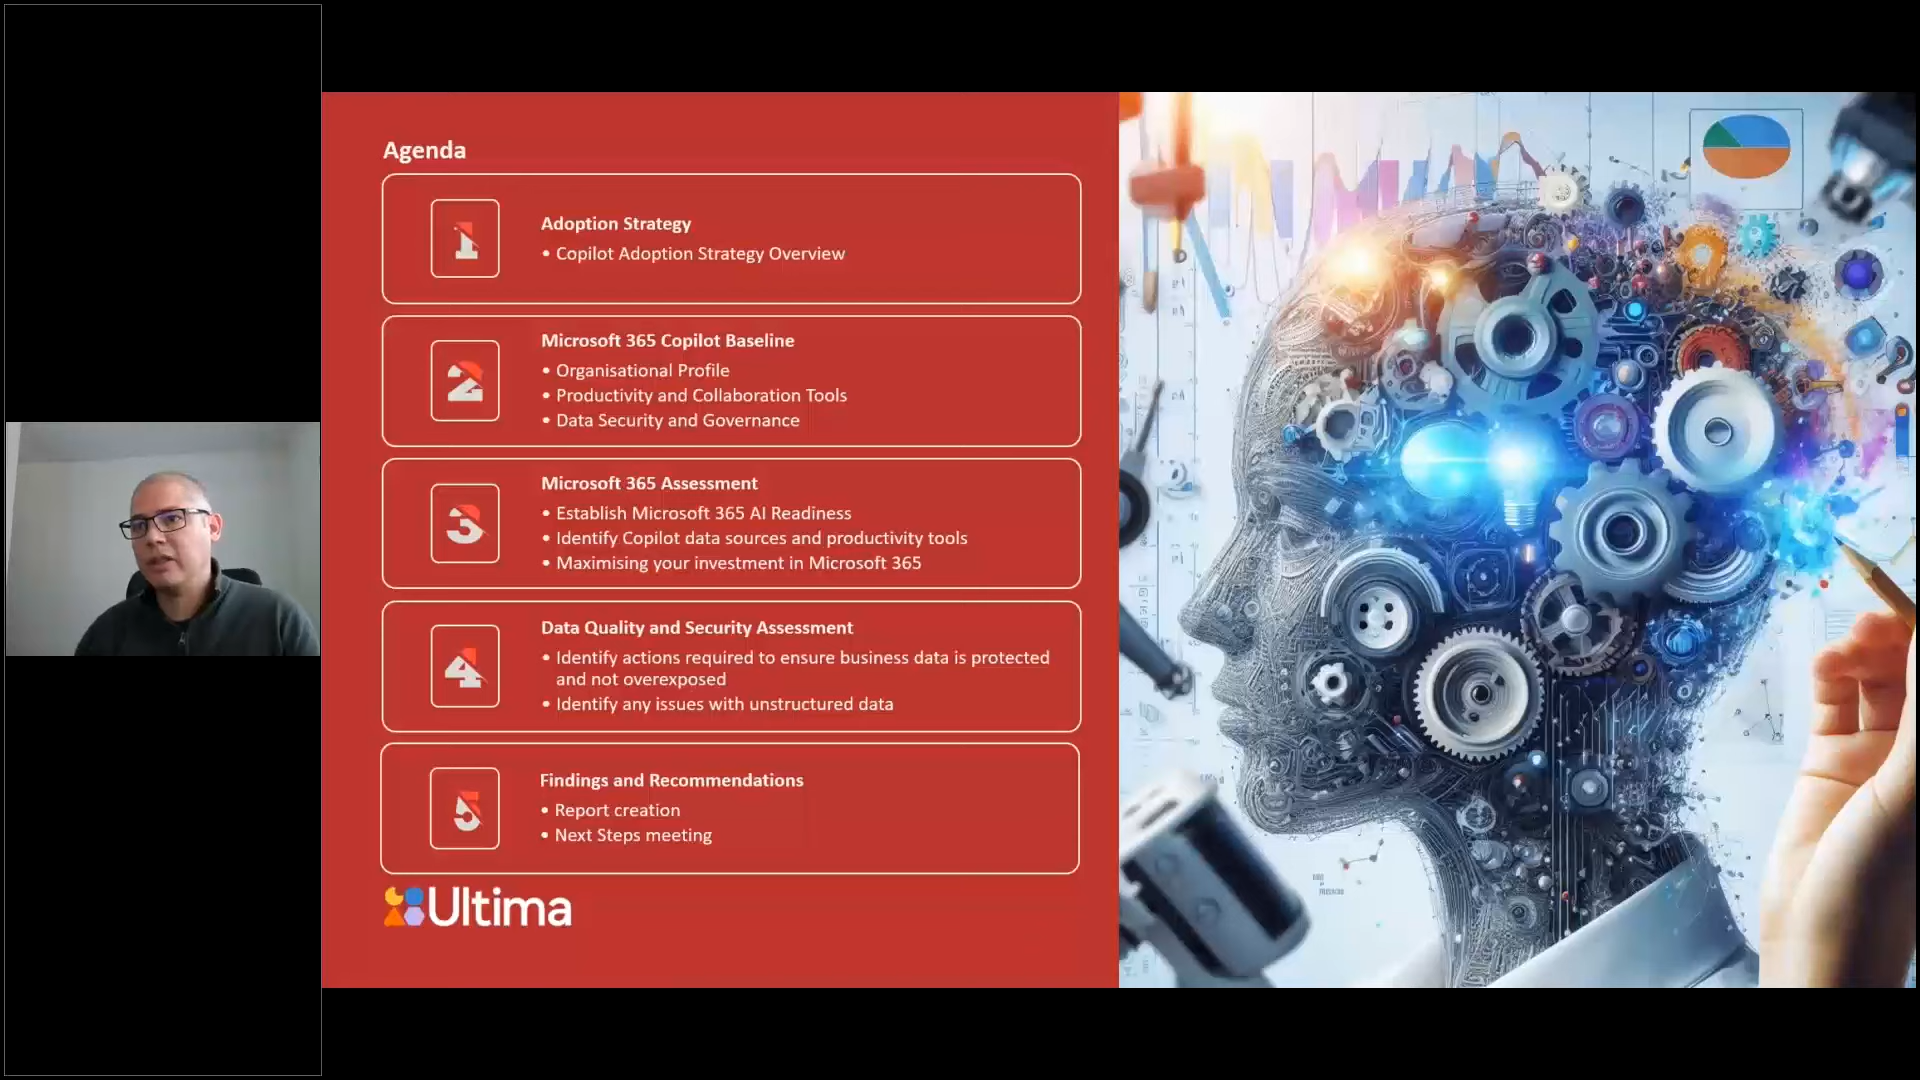 Agenda
1
Adoption Strategy
• Copilot Adoption Strategy Overview
2
Microsoft 365 Copilot Baseline
• Organisational Profile
• Productivity and Collaboration Tools
• Data Security and Governance
3
Microsoft 365 Assessment
• Establish Microsoft 365 AI Readiness
• Identify Copilot data sources and productivity tools
• Maximising your investment in Microsoft 365
4
Data Quality and Security Assessment
• Identify actions required to ensure business data is protected
and not overexposed
• Identify any issues with unstructured data
5
Findings and Recommendations
• Report creation
• Next Steps meeting
Ultima